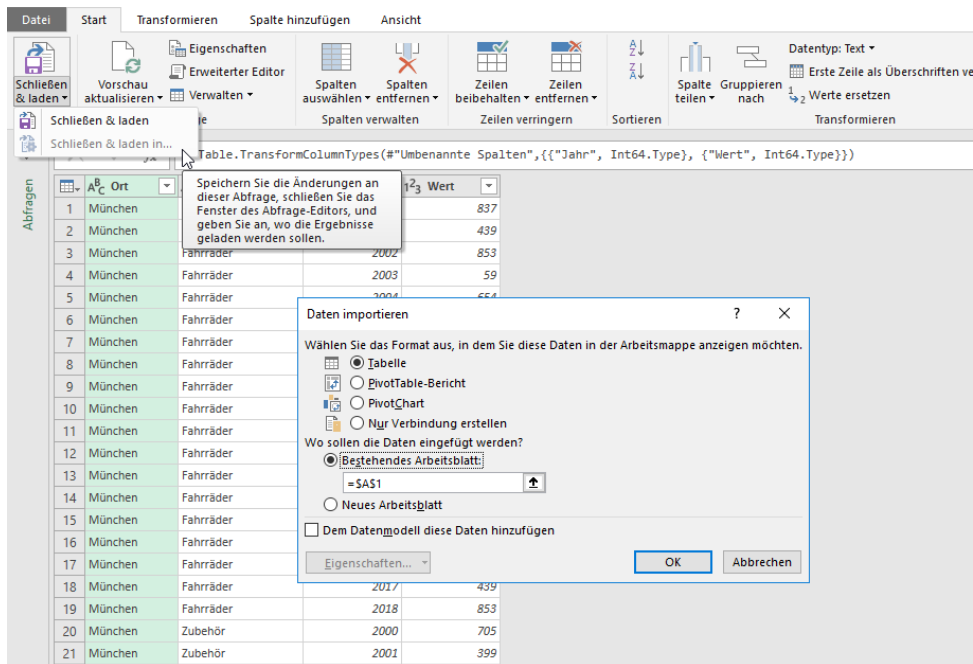 Datei Start Transformieren Spalte hinzufügen Ansicht
Schließen & laden
Vorschau aktualisieren
Eigenschaften
Erweiterter Editor
Verwalten
Spalten auswählen
Spalten entfernen
Spalten verwalten
Zeilen beibehalten
Zeilen entfernen
Zeilen verringern
Sortieren
Spalte teilen
Gruppieren nach
Datentyp: Text
Erste Zeile als Überschriften ve
Werte ersetzen
Transformieren
Schließen & laden
Schließen & laden in...
Table.TransformColumnTypes(#"Umbenannte Spalten",{{"Jahr", Int64.Type}, {"Wert", Int64.Type}})
Speichern Sie die Änderungen an
dieser Abfrage, schließen Sie das
Fenster des Abfrage-Editors, und
geben Sie an, wo die Ergebnisse
geladen werden sollen.
Abfragen
ABC Ort 123 Wert
1 München 837
2 München 439
3 München Fahrräder 2002 853
4 München Fahrräder 2003 59
5 München Fahrräder 2004 654
6 München Fahrräder
7 München Fahrräder
8 München Fahrräder
9 München Fahrräder
10 München Fahrräder
11 München Fahrräder
12 München Fahrräder
13 München Fahrräder
14 München Fahrräder
15 München Fahrräder
16 München Fahrräder
17 München Fahrräder
18 München Fahrräder 2017 439
19 München Fahrräder 2018 853
20 München Zubehör 2000 705
21 München Zubehör 2001 399
Daten importieren ?
Wählen Sie das Format aus, in dem Sie diese Daten in der Arbeitsmappe anzeigen möchten.
Tabelle
PivotTable-Bericht
PivotChart
Nur Verbindung erstellen
Wo sollen die Daten eingefügt werden?
Bestehendes Arbeitsblatt:
=$A$1
Neues Arbeitsblatt
Dem Datenmodell diese Daten hinzufügen
Eigenschaften... OK Abbrechen